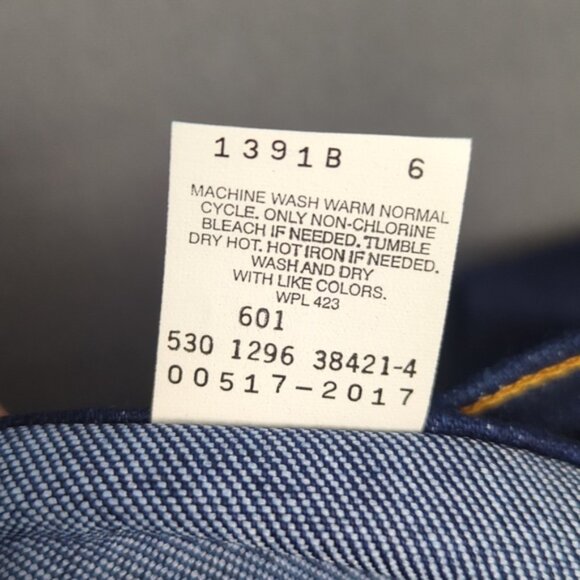 1391B 6
MACHINE WASH WARM NORMAL
CYCLE. ONLY NON-CHLORINE
BLEACH IF NEEDED. TUMBLE
DRY HOT. HOT IRON IF NEEDED.
WASH AND DRY
WITH LIKE COLORS.
WPL 423
601
530 1296 38421-4
00517-2017